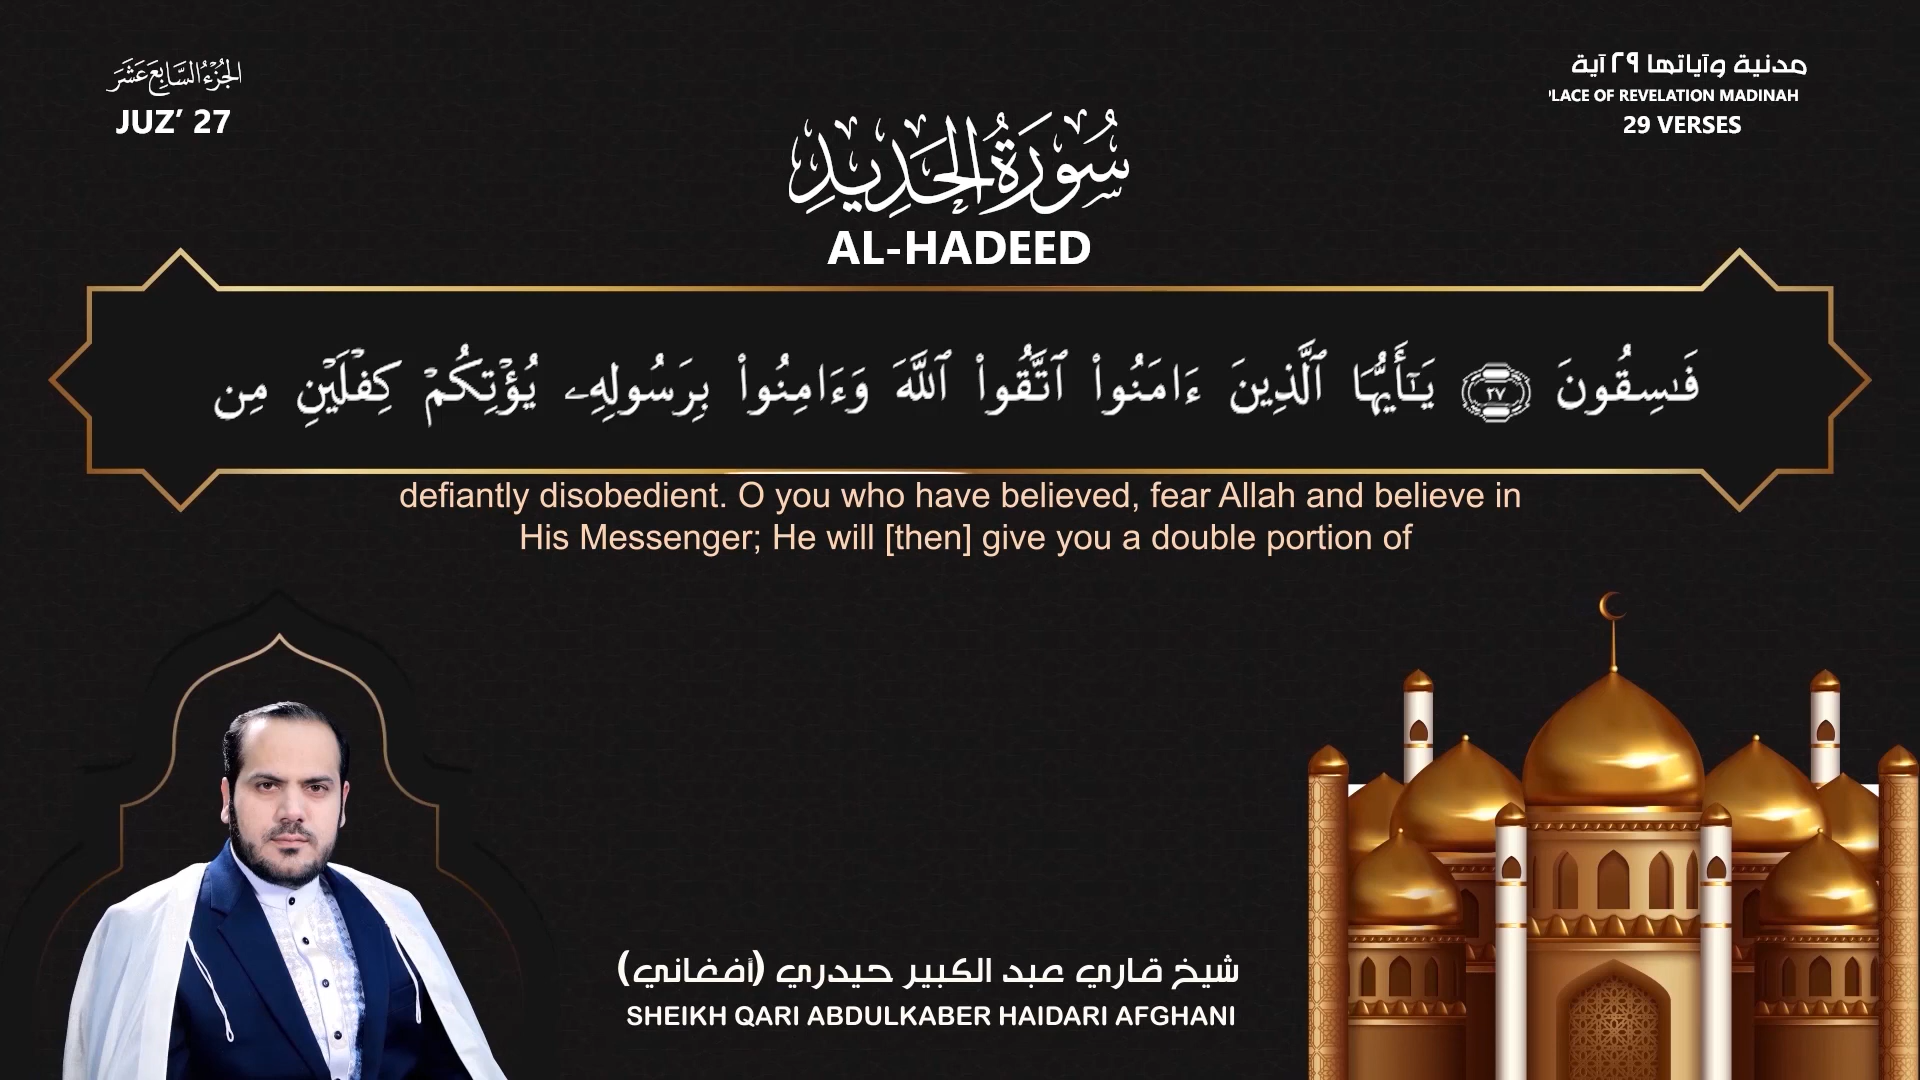 الجُزْءُ السَّابِعُ عَشَرَ
JUZ’ 27
مدنية وآياتها ٢٩ آية
LACE OF REVELATION MADINAH
29 VERSES
سُورَةُ الحَدِيدِ
AL-HADEED
فَـٰسِقُونَ ٢٧ يَـٰٓأَيُّهَا ٱلَّذِينَ ءَامَنُوا۟ ٱتَّقُوا۟ ٱللَّهَ وَءَامِنُوا۟ بِرَسُولِهِۦ يُؤْتِكُمْ كِفْلَيْنِ مِن
defiantly disobedient. O you who have believed, fear Allah and believe in
His Messenger; He will [then] give you a double portion of
شيخ قاري عبد الكبير حيدري (أفغاني)
SHEIKH QARI ABDULKABER HAIDARI AFGHANI